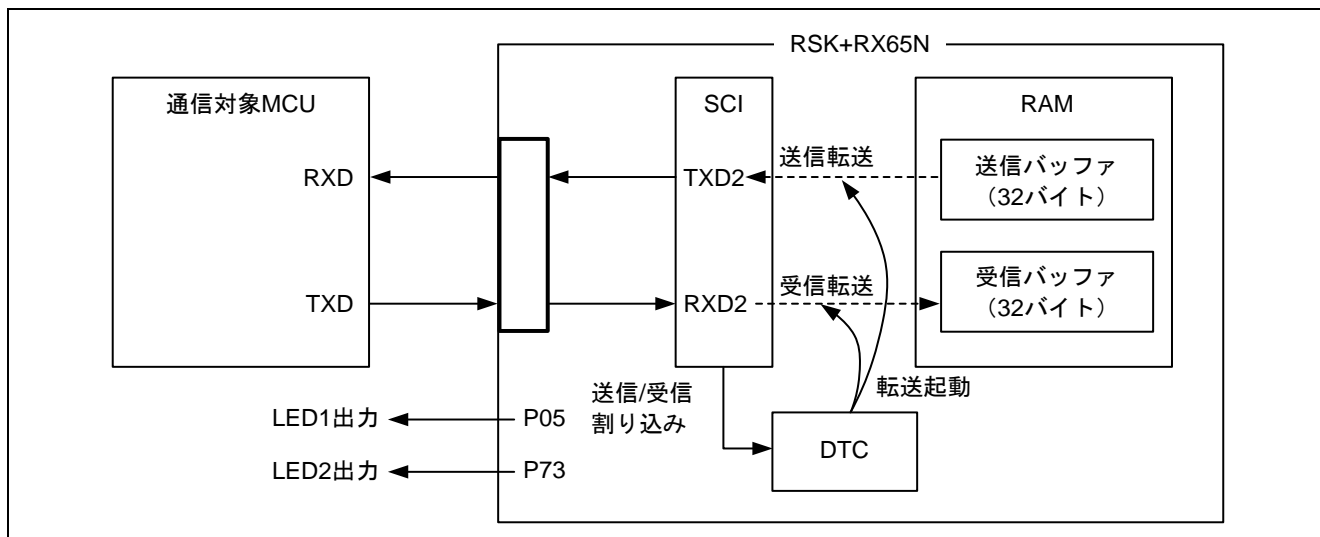 RSK+RX65N
通信対象MCU
SCI
RAM
RXD
TXD2
送信転送
送信バッファ
（32バイト）
TXD
RXD2
受信転送
受信バッファ
（32バイト）
送信/受信
割り込み
転送起動
LED1出力
P05
DTC
LED2出力
P73